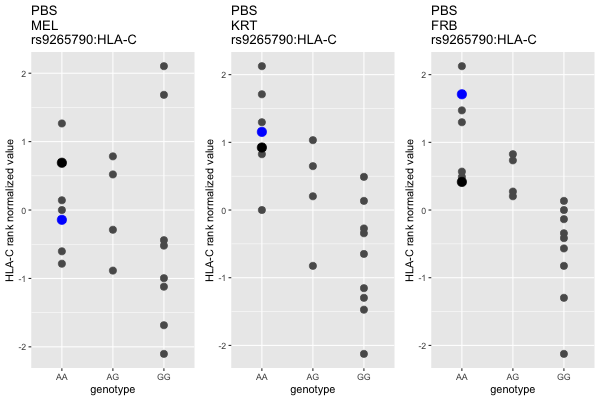 PBS
MEL
rs9265790:HLA-C
HLA-C rank normalized value
2
1
0
-1
-2
AA
AG
GG
genotype
PBS
KRT
rs9265790:HLA-C
HLA-C rank normalized value
2
1
0
-1
-2
AA
AG
GG
genotype
PBS
FRB
rs9265790:HLA-C
HLA-C rank normalized value
2
1
0
-1
-2
AA
AG
GG
genotype